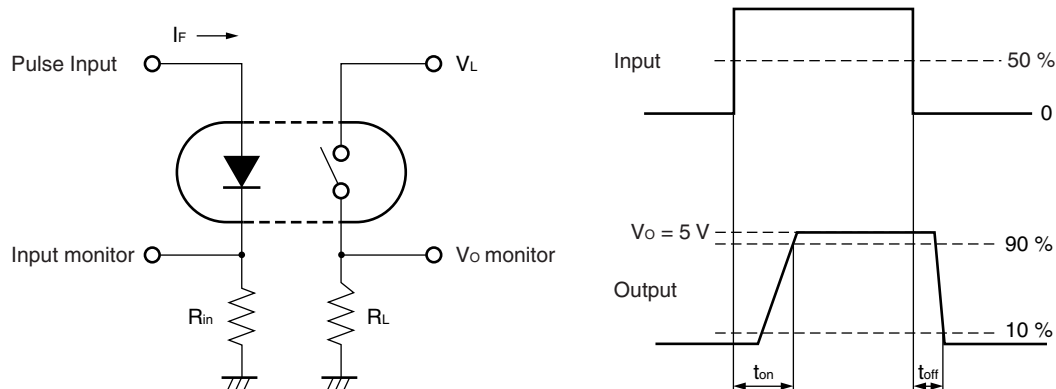 IF
Pulse Input
VL
Input monitor
VO monitor
Rin
RL
Input
50 %
0
VO = 5 V
90 %
Output
10 %
ton
toff